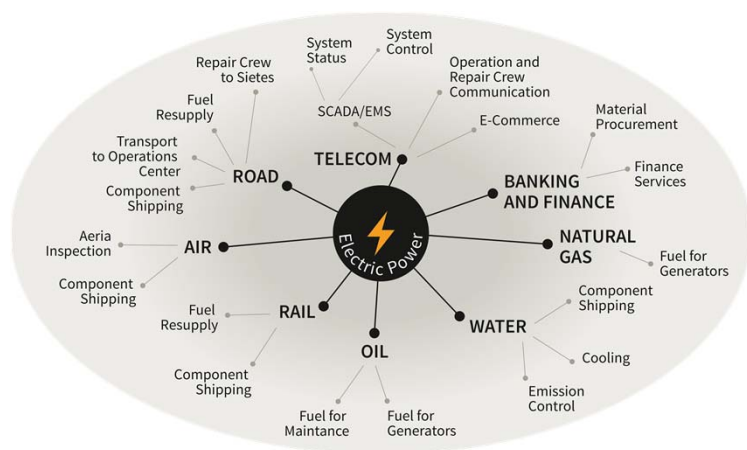 System
Status
System
Control
SCADA/EMS
Operation and
Repair Crew
Communication
E-Commerce
TELECOM
Repair Crew
to Sietes
Fuel
Resupply
Transport
to Operations
Center
Component
Shipping
ROAD
Material
Procurement
Finance
Services
BANKING
AND FINANCE
Aeria
Inspection
Component
Shipping
AIR
Electric Power
NATURAL
GAS
Fuel for
Generators
Fuel
Resupply
Component
Shipping
RAIL
OIL
Fuel for
Maintance
Fuel for
Generators
WATER
Component
Shipping
Cooling
Emission
Control